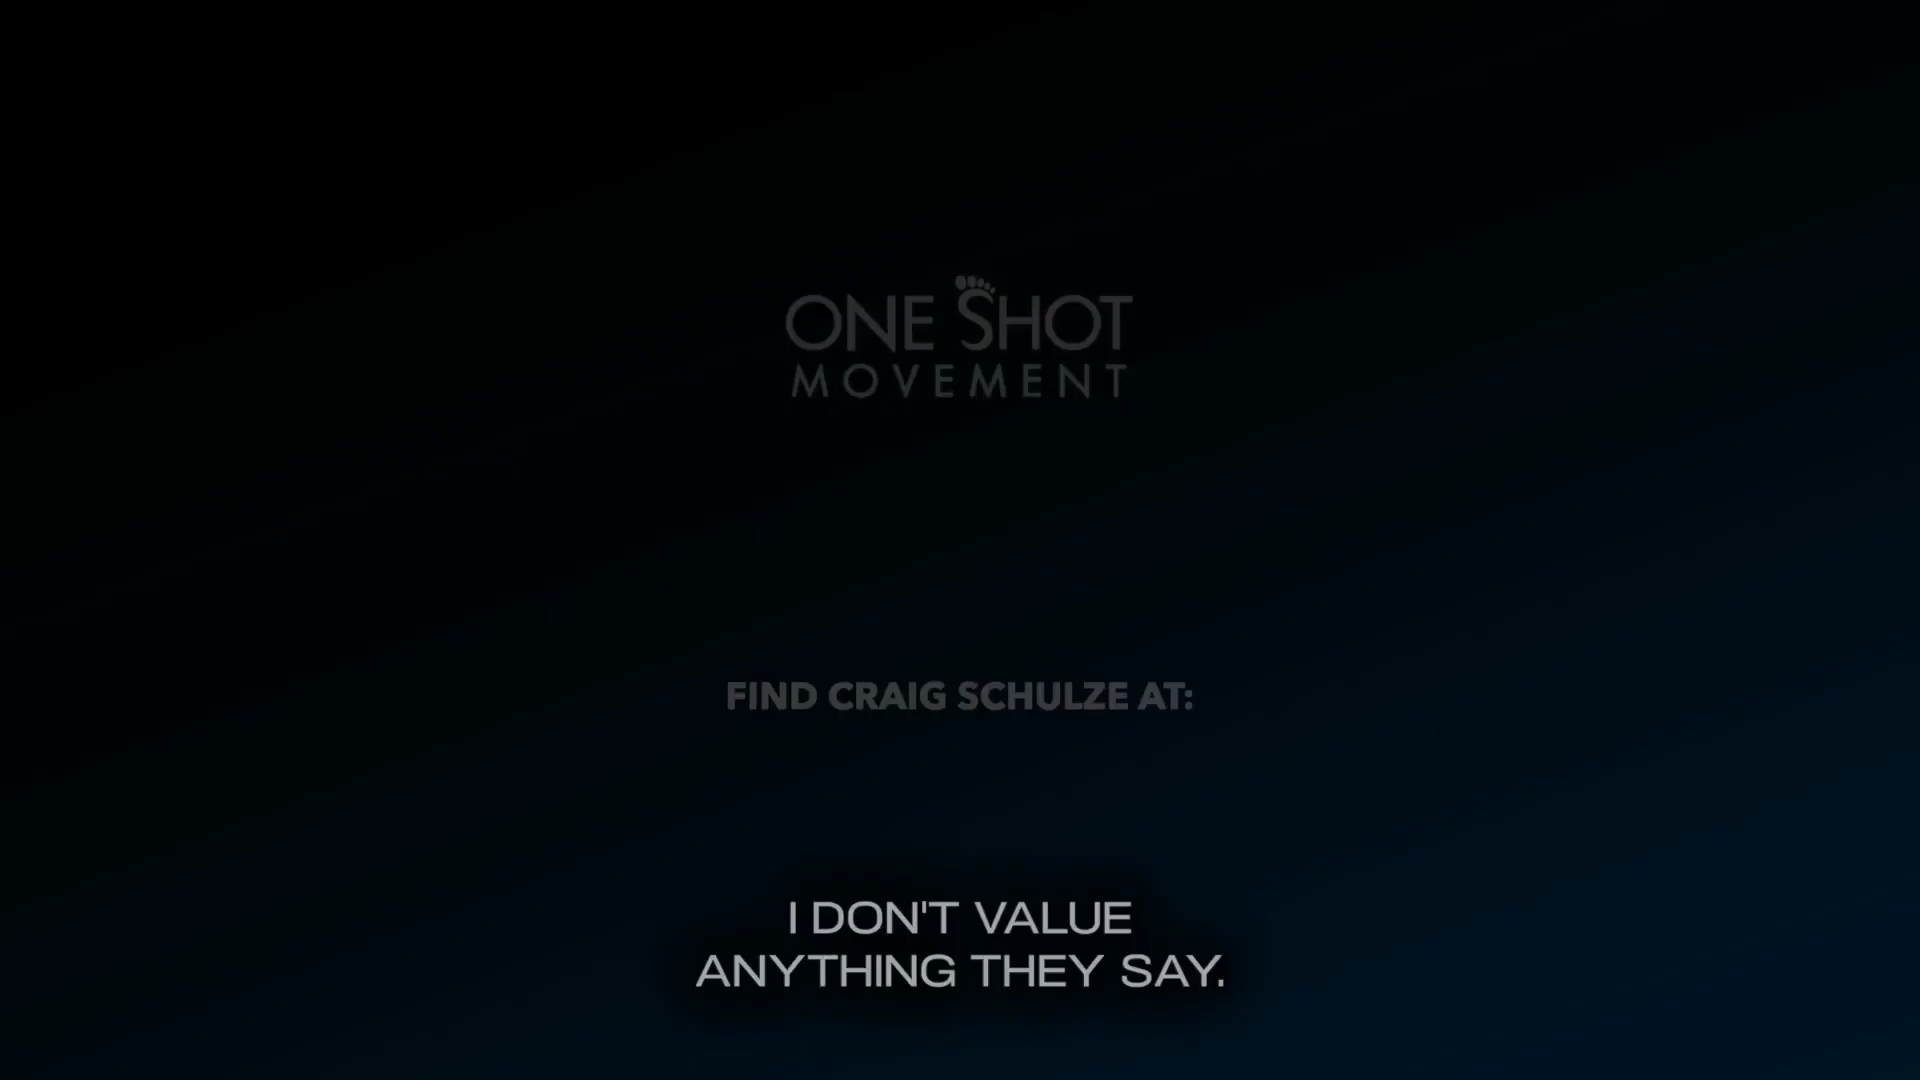 ONE SHOT
MOVEMENT
FIND CRAIG SCHULZE AT:
I DON'T VALUE
ANYTHING THEY SAY.